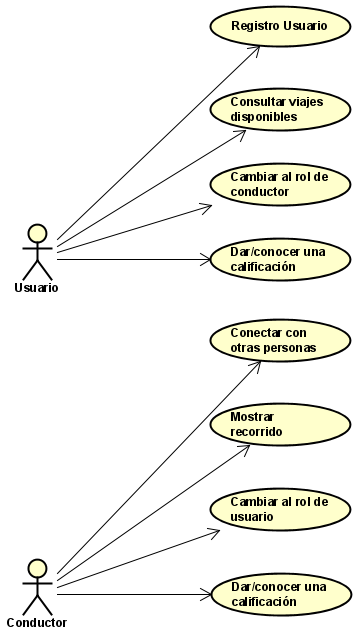 Registro Usuario
Consultar viajes
disponibles
Cambiar al rol de
conductor
Dar/conocer una
calificación
Usuario
Conectar con
otras personas
Mostrar
recorrido
Cambiar al rol de
usuario
Dar/conocer una
calificación
Conductor